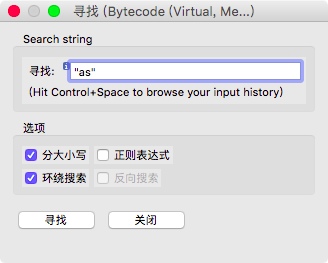 寻找 (Bytecode (Virtual, Me...)
Search string
寻找: "as"
(Hit Control+Space to browse your input history)
选项
分大小写 正则表达式
环绕搜索 反向搜索
寻找 关闭